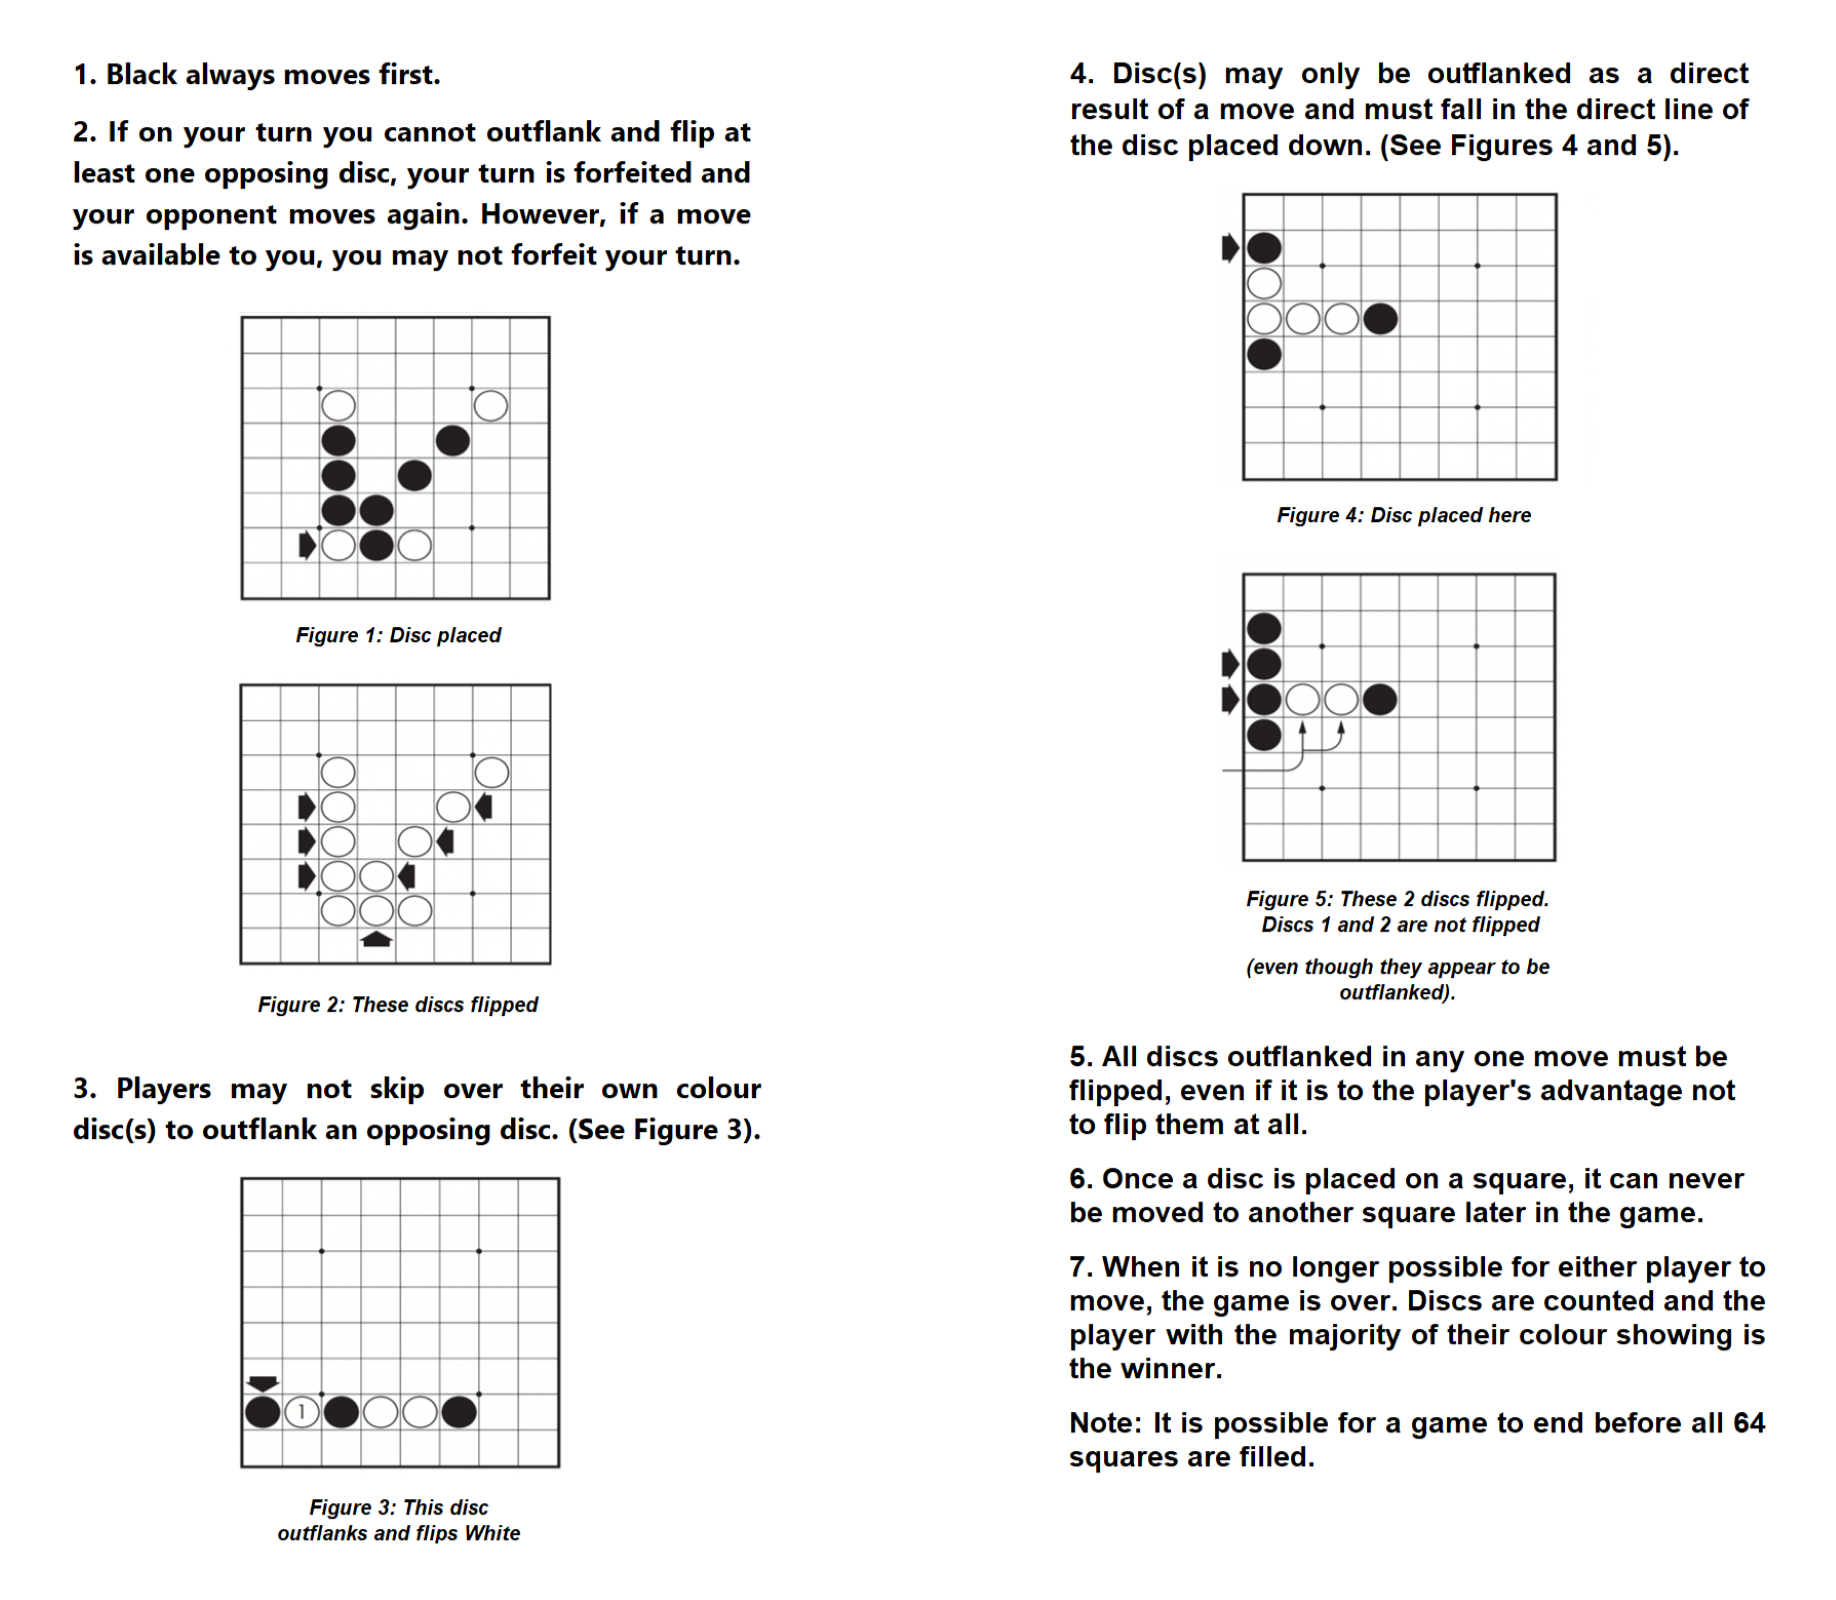 1. Black always moves first.
2. If on your turn you cannot outflank and flip at
least one opposing disc, your turn is forfeited and
your opponent moves again. However, if a move
is available to you, you may not forfeit your turn.
Figure 1: Disc placed
Figure 2: These discs flipped
3. Players may not skip over their own colour
disc(s) to outflank an opposing disc. (See Figure 3).
1
Figure 3: This disc
outflanks and flips White
4. Disc(s) may only be outflanked as a direct
result of a move and must fall in the direct line of
the disc placed down. (See Figures 4 and 5).
Figure 4: Disc placed here
Figure 5: These 2 discs flipped.
Discs 1 and 2 are not flipped
(even though they appear to be
outflanked).
5. All discs outflanked in any one move must be
flipped, even if it is to the player's advantage not
to flip them at all.
6. Once a disc is placed on a square, it can never
be moved to another square later in the game.
7. When it is no longer possible for either player to
move, the game is over. Discs are counted and the
player with the majority of their colour showing is
the winner.
Note: It is possible for a game to end before all 64
squares are filled.